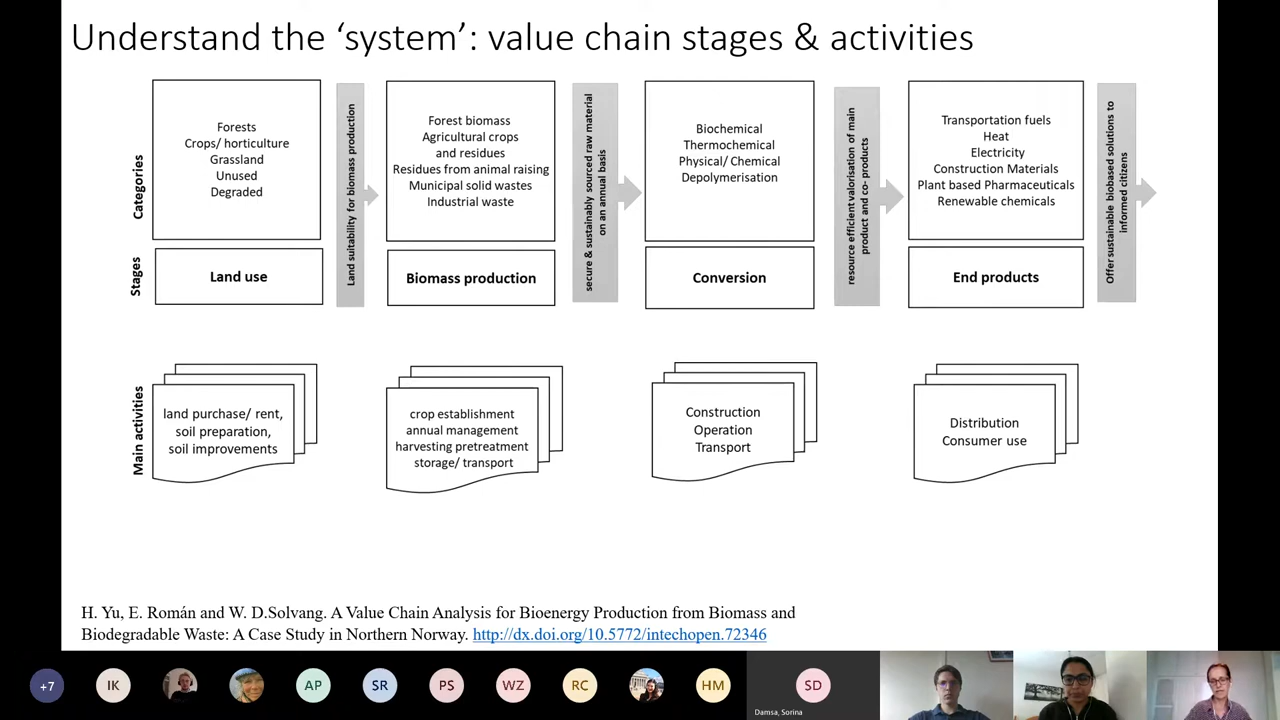 Understand the ‘system’: value chain stages & activities
Categories
Forests
Crops/ horticulture
Grassland
Unused
Degraded
Land suitability for biomass production
Forest biomass
Agricultural crops
and residues
Residues from animal raising
Municipal solid wastes
Industrial waste
secure & sustainably sourced raw material
on an annual basis
Biochemical
Thermochemical
Physical/ Chemical
Depolymerisation
resource efficient valorisation of main
product and co- products
Transportation fuels
Heat
Electricity
Construction Materials
Plant based Pharmaceuticals
Renewable chemicals
Offer sustainable biobased solutions to
informed citizens
Stages
Land use
Biomass production
Conversion
End products
Main activities
land purchase/ rent,
soil preparation,
soil improvements
crop establishment
annual management
harvesting pretreatment
storage/ transport
Construction
Operation
Transport
Distribution
Consumer use
H. Yu, E. Román and W. D.Solvang. A Value Chain Analysis for Bioenergy Production from Biomass and
Biodegradable Waste: A Case Study in Northern Norway. http://dx.doi.org/10.5772/intechopen.72346
+7
IK
AP
SR
PS
WZ
RC
HM
SD
Damsa, Sorina